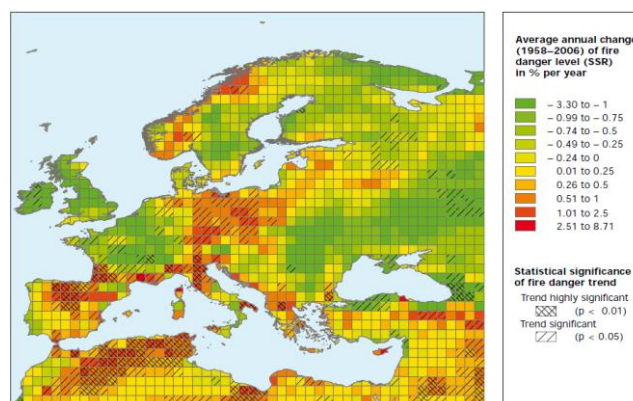 Average annual change
(1958–2006) of fire
danger level (SSR)
in % per year
– 3.30 to – 1
– 0.99 to – 0.75
– 0.74 to – 0.5
– 0.49 to – 0.25
– 0.24 to 0
0.01 to 0.25
0.26 to 0.5
0.51 to 1
1.01 to 2.5
2.51 to 8.71
Statistical significance
of fire danger trend
Trend highly significant
(p < 0.01)
Trend significant
(p < 0.05)